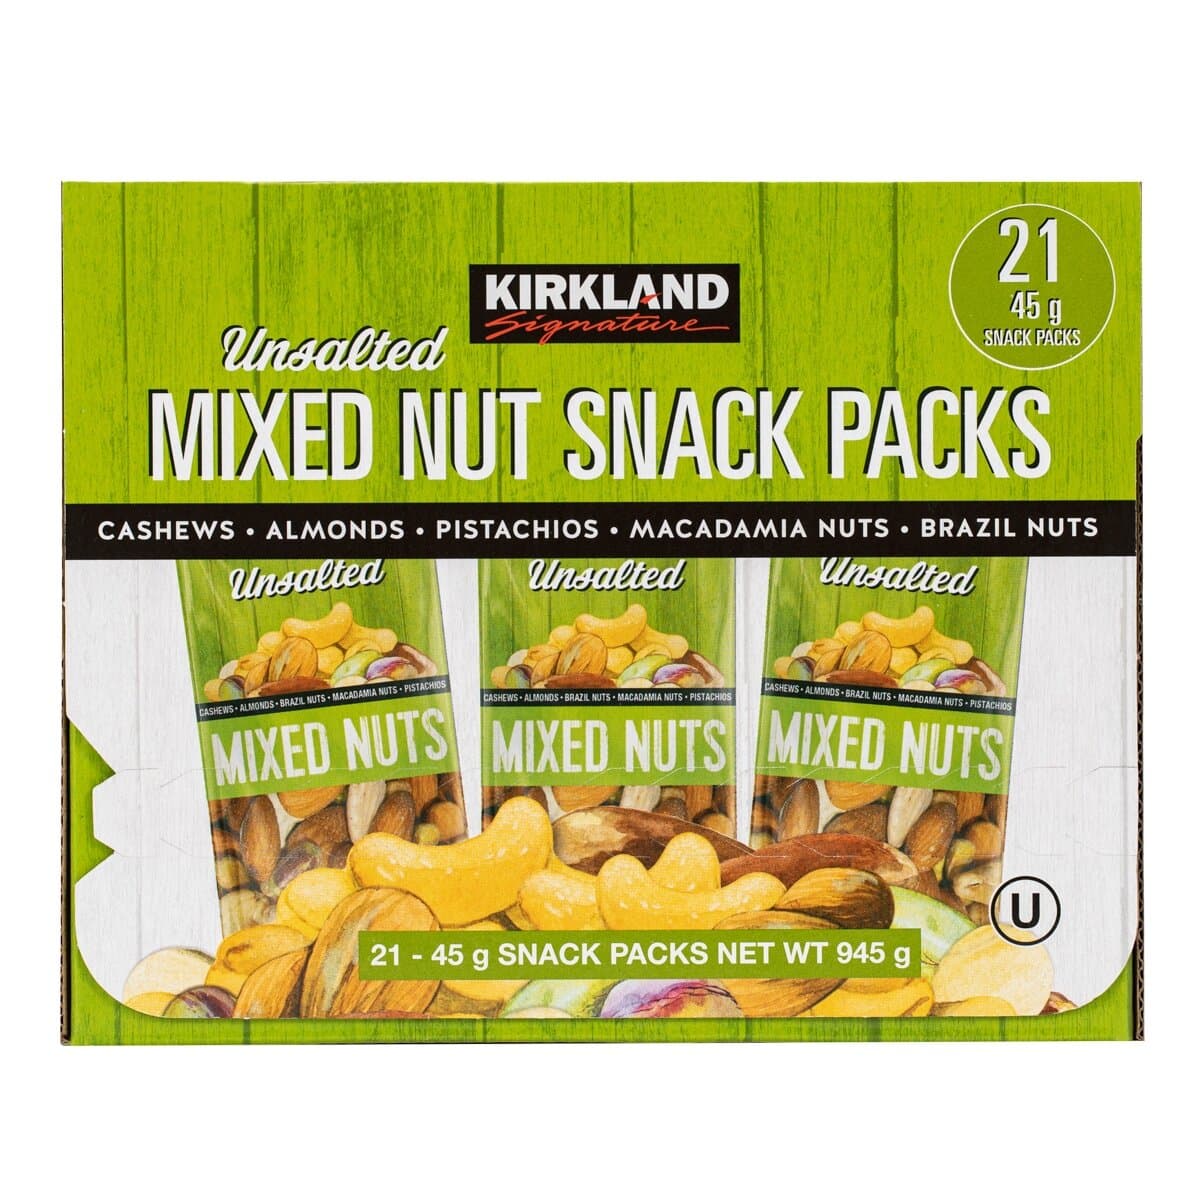 21
45 g
SNACK PACKS
KIRKLAND
Signature
Unsalted
MIXED NUT SNACK PACKS
CASHEWS • ALMONDS • PISTACHIOS • MACADAMIA NUTS • BRAZIL NUTS
Unsalted
CASHEWS • ALMONDS • BRAZIL NUTS • MACADAMIA NUTS • PISTACHIOS
MIXED NUTS
Unsalted
CASHEWS • ALMONDS • BRAZIL NUTS • MACADAMIA NUTS • PISTACHIOS
MIXED NUTS
Unsalted
CASHEWS • ALMONDS • BRAZIL NUTS • MACADAMIA NUTS • PISTACHIOS
MIXED NUTS
U
21 - 45 g SNACK PACKS NET WT 945 g